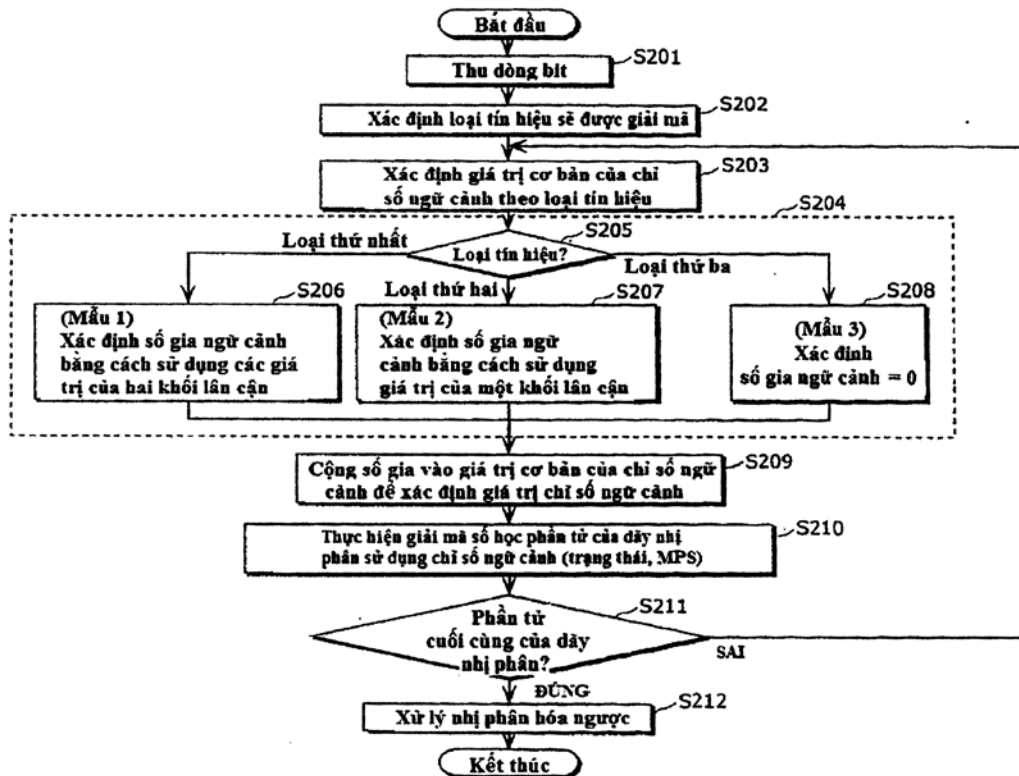 Bắt đầu
S201
Thu dòng bit
S202
Xác định loại tín hiệu sẽ được giải mã
S203
Xác định giá trị cơ bản của chỉ
số ngữ cảnh theo loại tín hiệu
S204
S205
Loại tín hiệu?
Loại thứ nhất
Loại thứ hai
Loại thứ ba
S206
(Mẫu 1)
Xác định số gia ngữ cảnh
bằng cách sử dụng các giá
trị của hai khối lân cận
S207
(Mẫu 2)
Xác định số gia ngữ
cảnh bằng cách sử dụng
giá trị của một khối lân cận
S208
(Mẫu 3)
Xác định
số gia ngữ cảnh = 0
S209
Cộng số gia vào giá trị cơ bản của chỉ số ngữ
cảnh để xác định giá trị chỉ số ngữ cảnh
S210
Thực hiện giải mã số học phần tử của dãy nhị
phân sử dụng chỉ số ngữ cảnh (trạng thái, MPS)
S211
Phần tử
cuối cùng của dãy
nhị phân?
SAI
ĐÚNG
S212
Xử lý nhị phân hóa ngược
Kết thúc